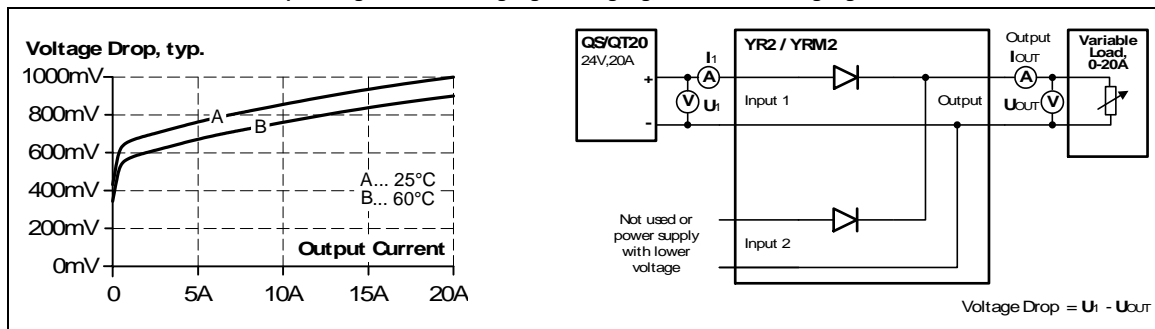 Voltage Drop, typ.
1000mV
800mV
600mV
400mV
200mV
0mV
A
B
A... 25°C
B... 60°C
Output Current
0
5A
10A
15A
20A
QS/QT20
24V,20A
+
-
I1
A
V
U1
YR2 / YRM2
Input 1
Output
Input 2
Not used or
power supply
with lower
voltage
Output
IOUT
A
UOUT
V
Variable
Load,
0-20A
Voltage Drop = U1 - UOUT